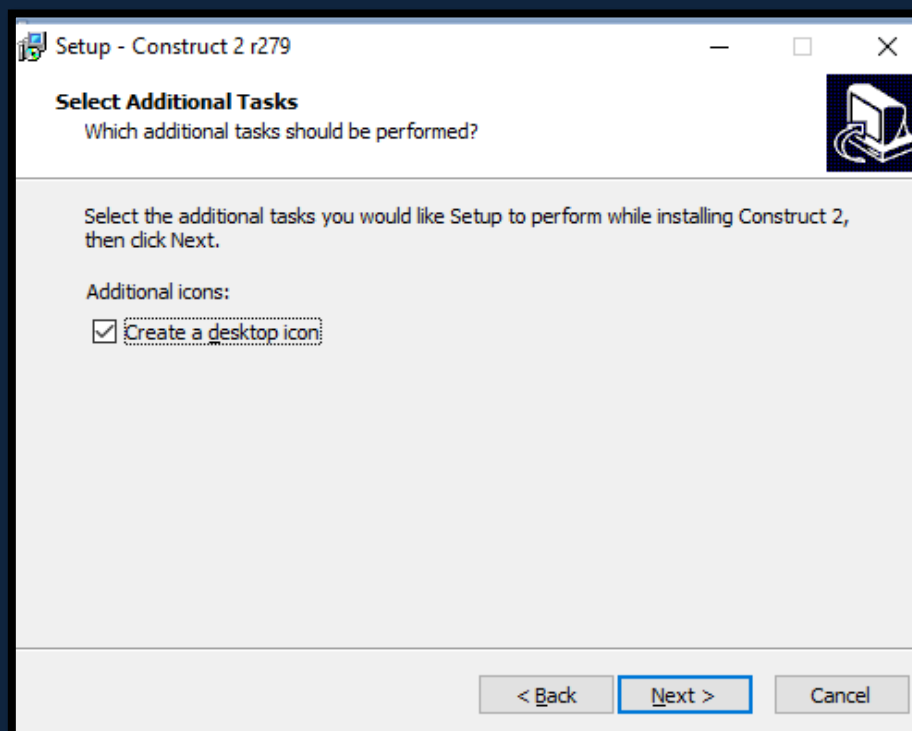 Setup - Construct 2 r279
Select Additional Tasks
Which additional tasks should be performed?
Select the additional tasks you would like Setup to perform while installing Construct 2,
then click Next.
Additional icons:
Create a desktop icon
< Back Next > Cancel